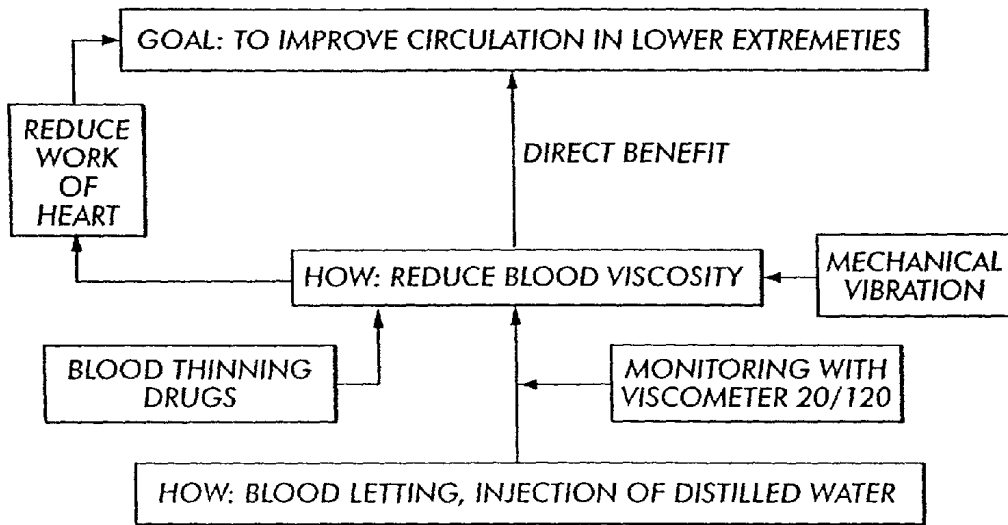 GOAL: TO IMPROVE CIRCULATION IN LOWER EXTREMETIES
REDUCE
WORK
OF
HEART
DIRECT BENEFIT
HOW: REDUCE BLOOD VISCOSITY
MECHANICAL
VIBRATION
BLOOD THINNING
DRUGS
MONITORING WITH
VISCOMETER 20/120
HOW: BLOOD LETTING, INJECTION OF DISTILLED WATER